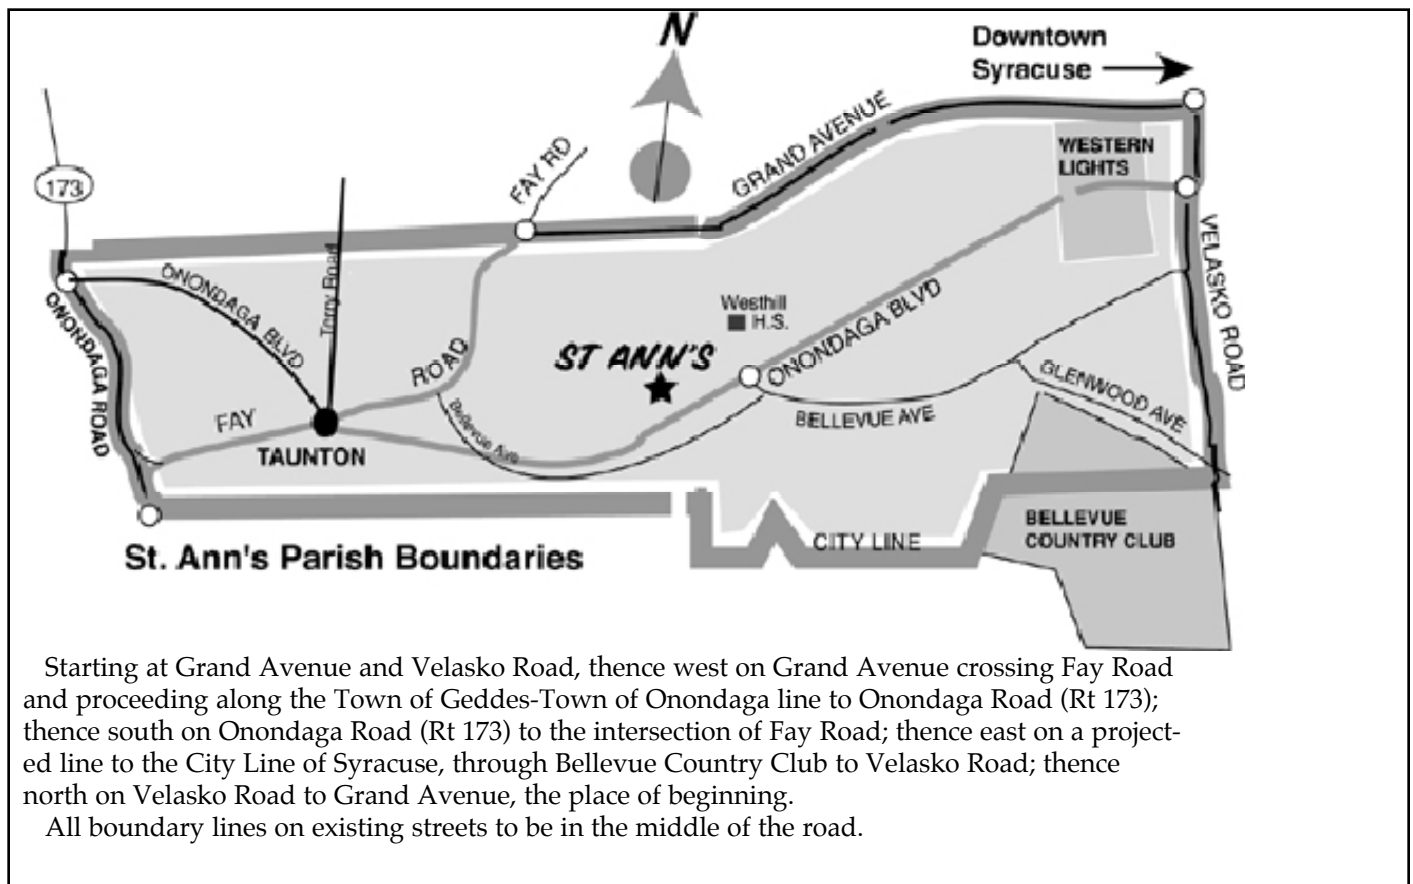 N
Downtown
Syracuse
173
FAY RD
GRAND AVENUE
WESTERN
LIGHTS
ONONDAGA BLVD
Terry Road
VELASKO ROAD
ONONDAGA ROAD
Westhill
H.S.
ST ANN'S
ONONDAGA BLVD
ROAD
FAY
TAUNTON
Bellevue Ave
BELLEVUE AVE
GLENWOOD AVE
BELLEVUE
COUNTRY CLUB
CITY LINE
St. Ann's Parish Boundaries
Starting at Grand Avenue and Velasko Road, thence west on Grand Avenue crossing Fay Road
and proceeding along the Town of Geddes-Town of Onondaga line to Onondaga Road (Rt 173);
thence south on Onondaga Road (Rt 173) to the intersection of Fay Road; thence east on a project-
ed line to the City Line of Syracuse, through Bellevue Country Club to Velasko Road; thence
north on Velasko Road to Grand Avenue, the place of beginning.
All boundary lines on existing streets to be in the middle of the road.